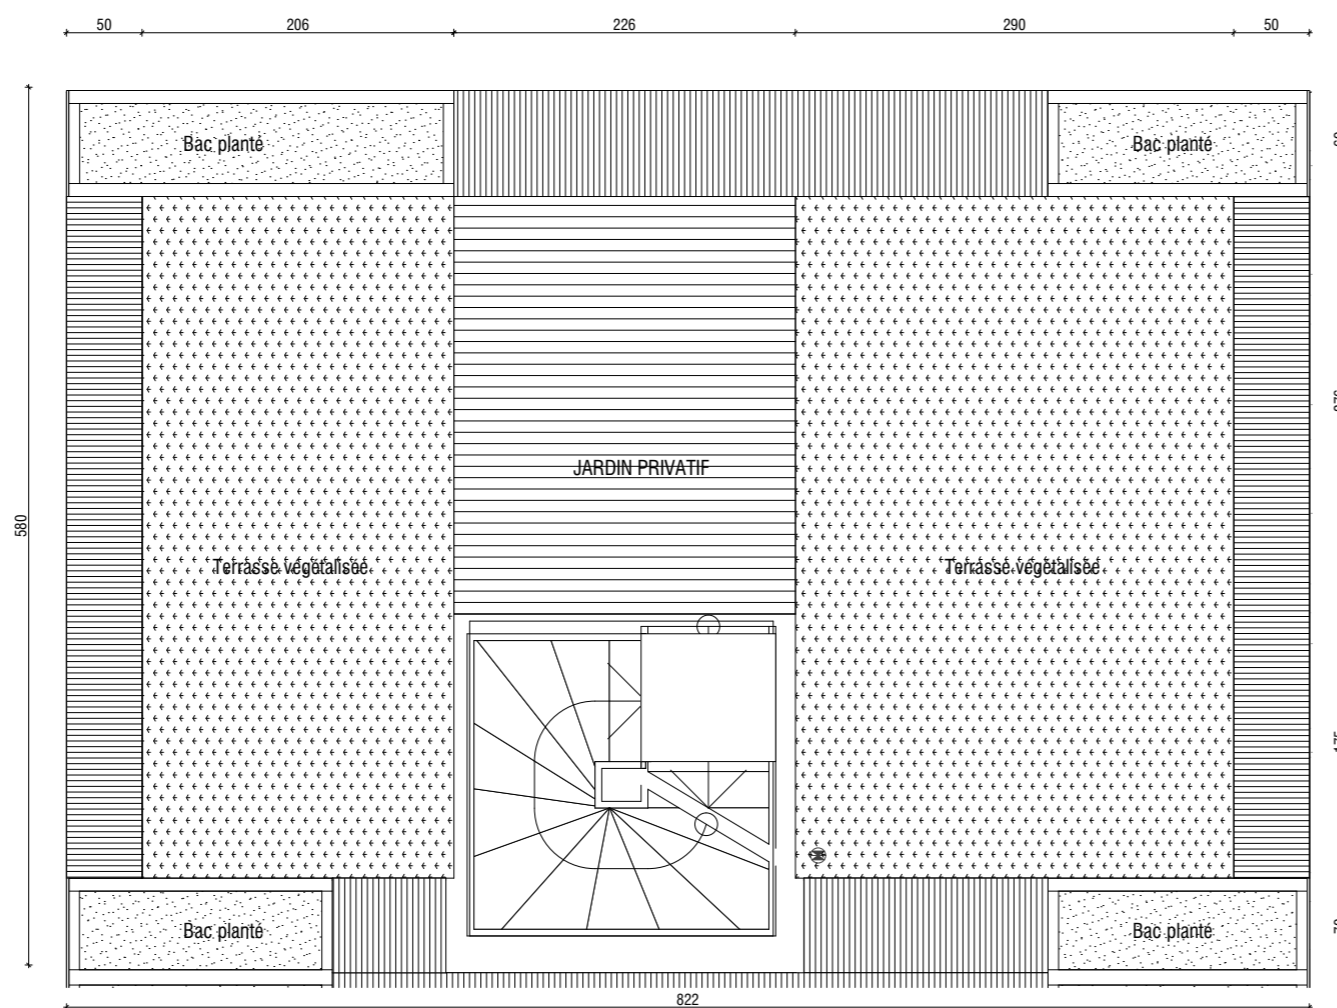 50 206 226 290 50
Bac planté Bac planté
JARDIN PRIVATIF
580
Terrasse végétalisée Terrasse végétalisée
Bac planté Bac planté
822